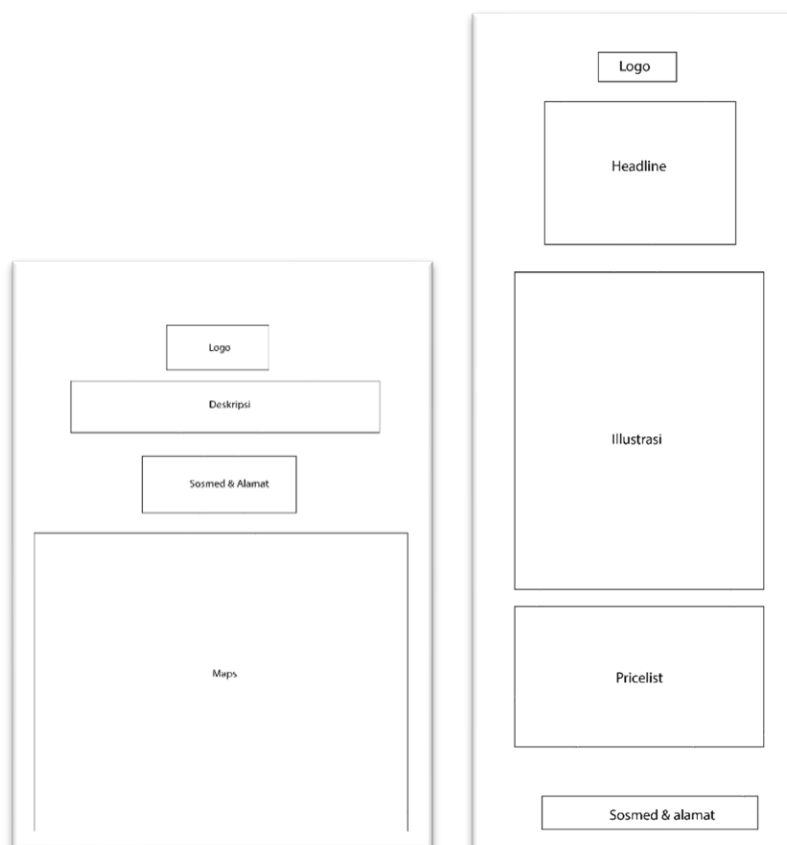 Logo
Deskripsi
Sosmed & Alamat
Maps
Logo
Headline
Illustrasi
Pricelist
Sosmed & alamat